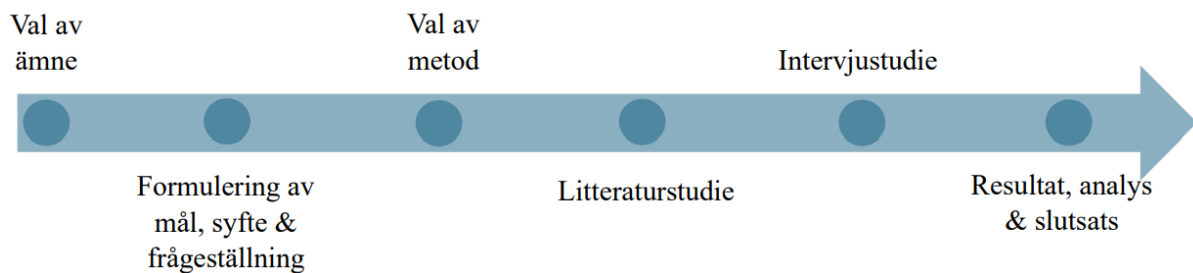 Val av
ämne
Formulering av
mål, syfte &
frågeställning
Val av
metod
Litteraturstudie
Intervjustudie
Resultat, analys
& slutsats